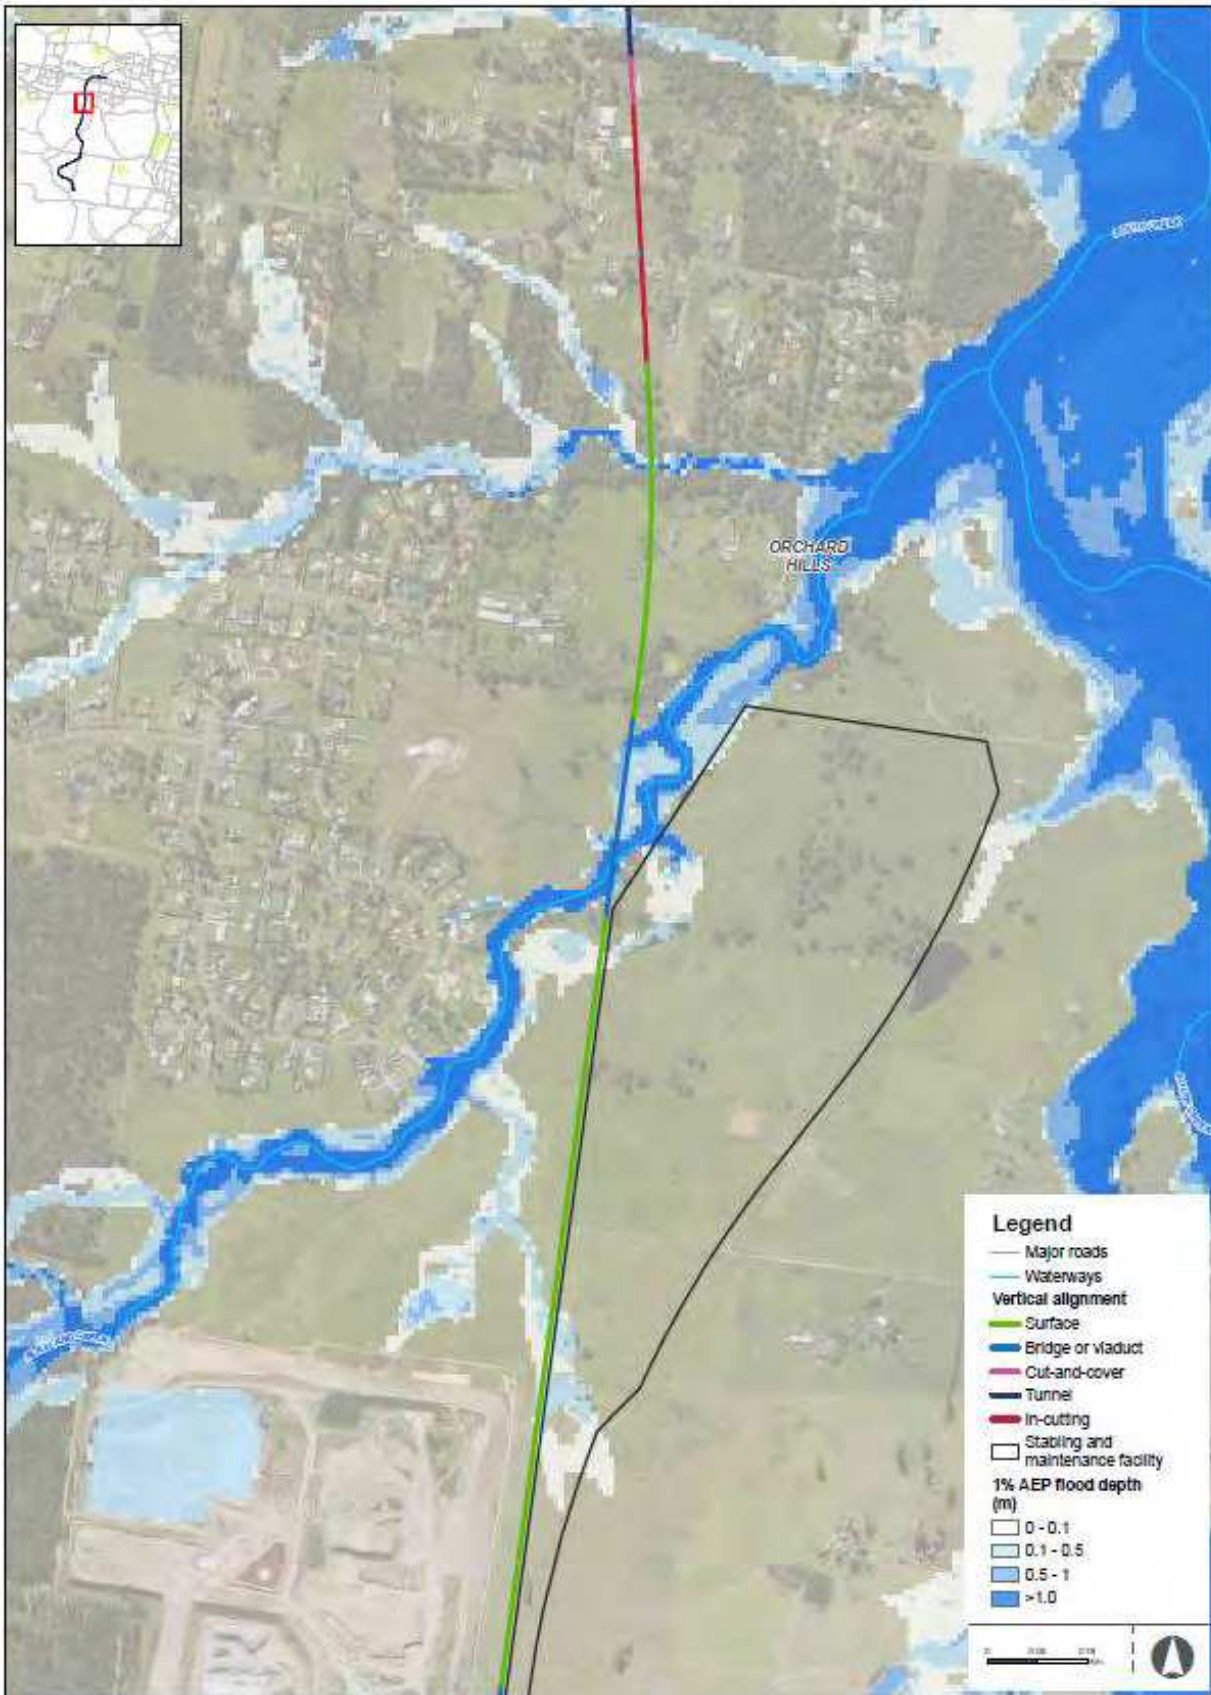 ORCHARD
HILLS
Legend
Major roads
Waterways
Vertical alignment
Surface
Bridge or viaduct
Cut-and-cover
Tunnel
In-cutting
Stabling and
maintenance facility
1% AEP flood depth
(m)
0 - 0.1
0.1 - 0.5
0.5 - 1
>1.0
0